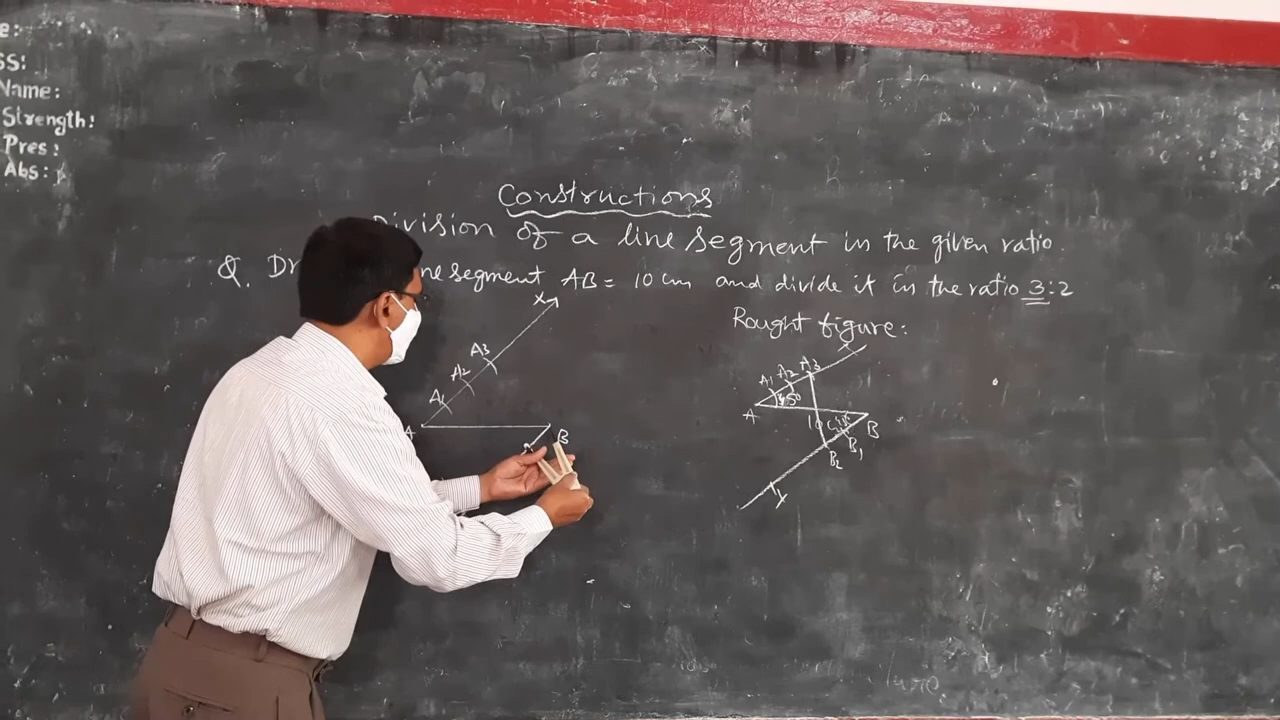 e:
SS:
Name:
Strength:
Pres:
Abs:
Constructions
Division of a line segment in the given ratio.
Q. Dr ne segment AB = 10 cm and divide it in the ratio 3:2
Rought figure:
X
A3
A2
A1
A
B
X
A1 A2 A3
A 45°
10 cm
B
B1
B2
Y